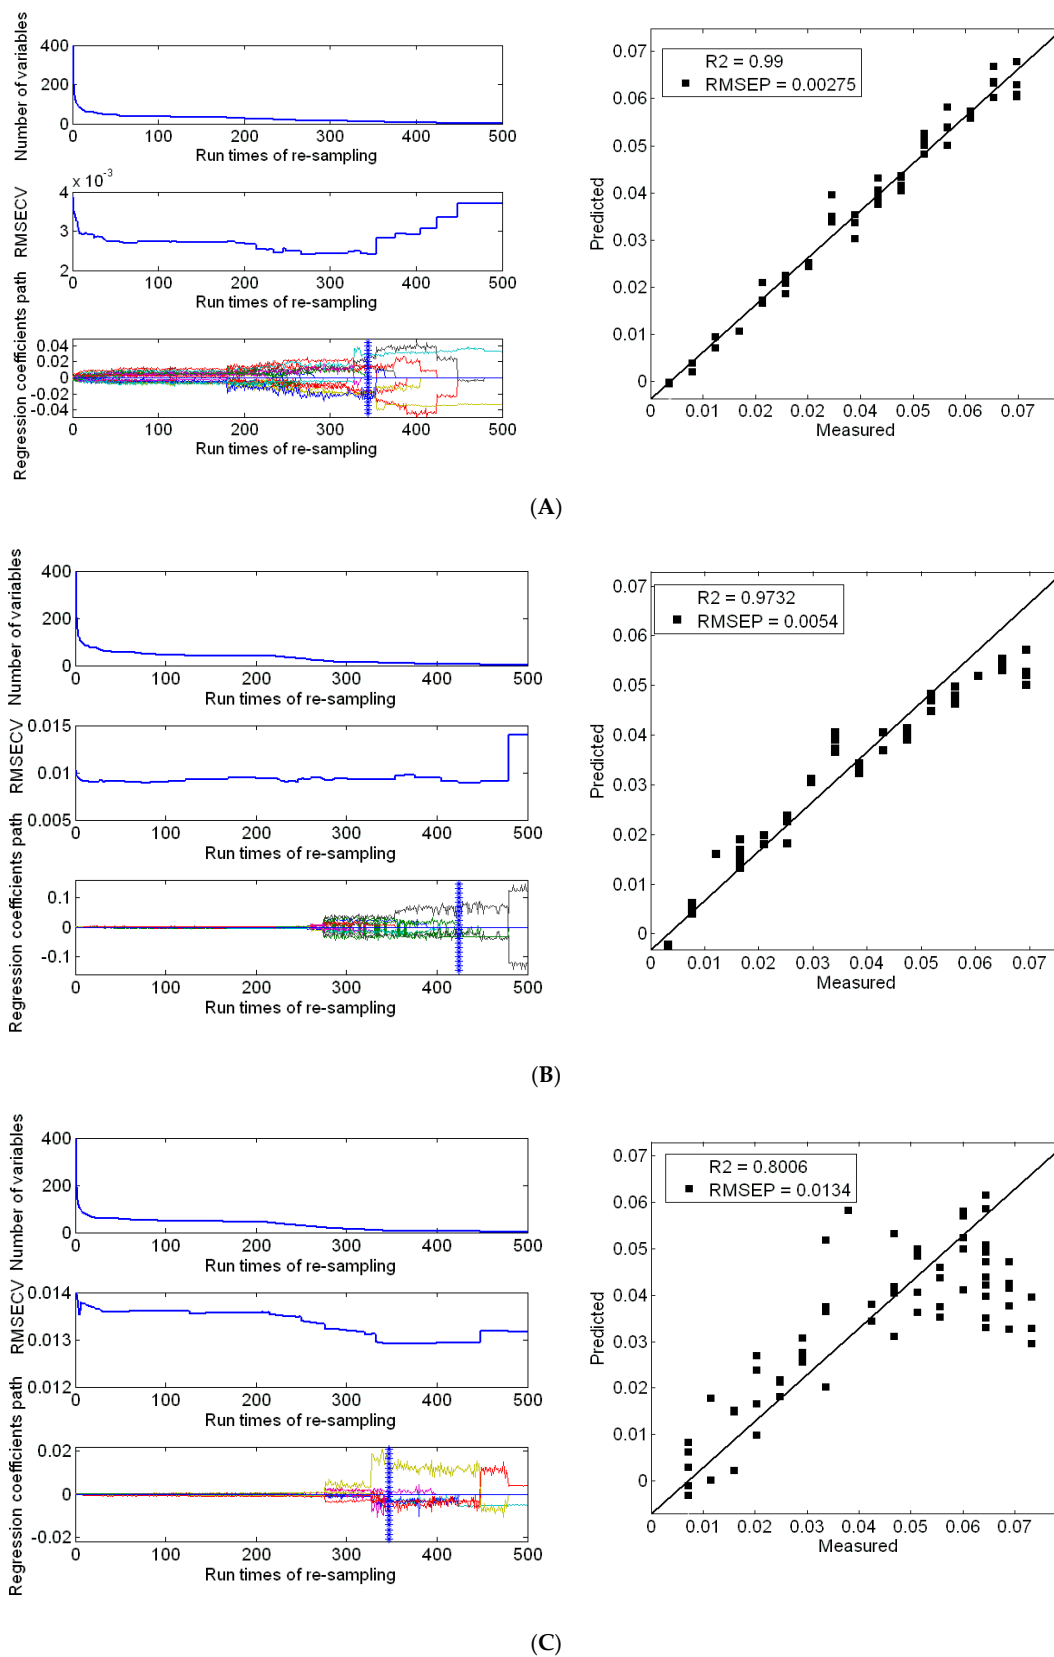 Number of variables
400
200
0
0 100 200 300 400 500
Run times of re-sampling
RMSECV
x 10-3
4
3
2
0 100 200 300 400 500
Run times of re-sampling
Regression coefficients path
0.04
0.02
0
-0.02
-0.04
0 100 200 300 400 500
Run times of re-sampling
Predicted
0.07
0.06
0.05
0.04
0.03
0.02
0.01
0
R2 = 0.99
RMSEP = 0.00275
0 0.01 0.02 0.02 0.04 0.05 0.06 0.07
Measured
(A)
Number of variables
400
200
0
0 100 200 300 400 500
Run times of re-sampling
RMSECV
0.015
0.01
0.005
0 100 200 300 400 500
Run times of re-sampling
Regression coefficients path
0.1
0
-0.1
0 100 200 300 400 500
Run times of re-sampling
Predicted
0.07
0.06
0.05
0.04
0.03
0.02
0.01
0
R2 = 0.9732
RMSEP = 0.0054
0 0.01 0.02 0.03 0.04 0.05 0.06 0.07
Measured
(B)
Number of variables
400
200
0
0 100 200 300 400 500
Run times of re-sampling
RMSECV
0.014
0.013
0.012
0 100 200 300 400 500
Run times of re-sampling
Regression coefficients path
0.02
0
-0.02
0 100 200 300 400 500
Run times of re-sampling
Predicted
0.07
0.06
0.05
0.04
0.03
0.02
0.01
0
R2 = 0.8006
RMSEP = 0.0134
0 0.01 0.02 0.03 0.04 0.05 0.06 0.07
Measured
(C)